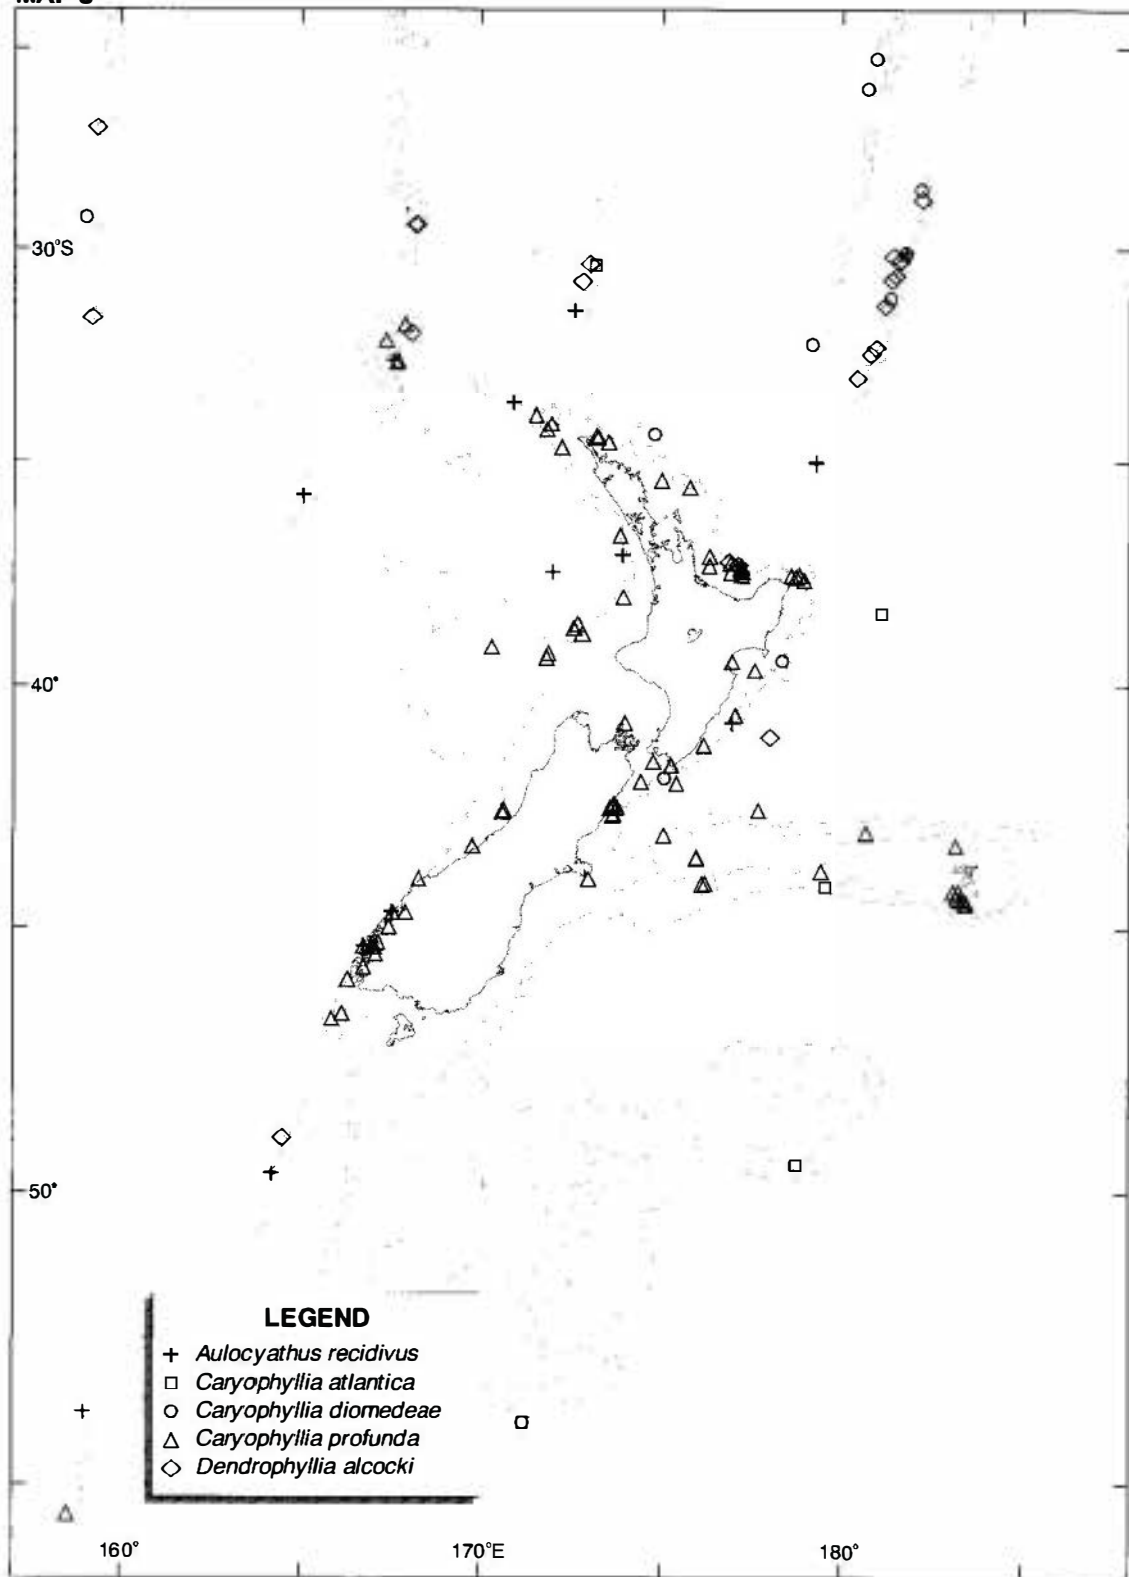 30°S
40°
50°
LEGEND
Aulocyathus recidivus
Caryophyllia atlantica
Caryophyllia diomedeae
Caryophyllia profunda
Dendrophyllia alcocki
160°
170°E
180°